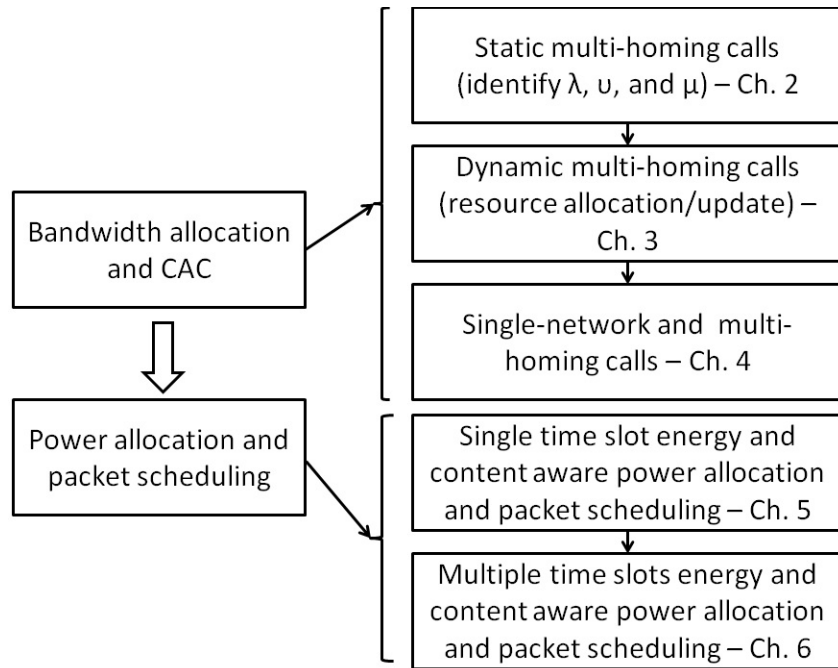 Static multi-homing calls
(identify λ, υ, and μ) – Ch. 2
Dynamic multi-homing calls
(resource allocation/update) –
Ch. 3
Bandwidth allocation
and CAC
Single-network and multi-
homing calls – Ch. 4
Power allocation and
packet scheduling
Single time slot energy and
content aware power allocation
and packet scheduling – Ch. 5
Multiple time slots energy and
content aware power allocation
and packet scheduling – Ch. 6